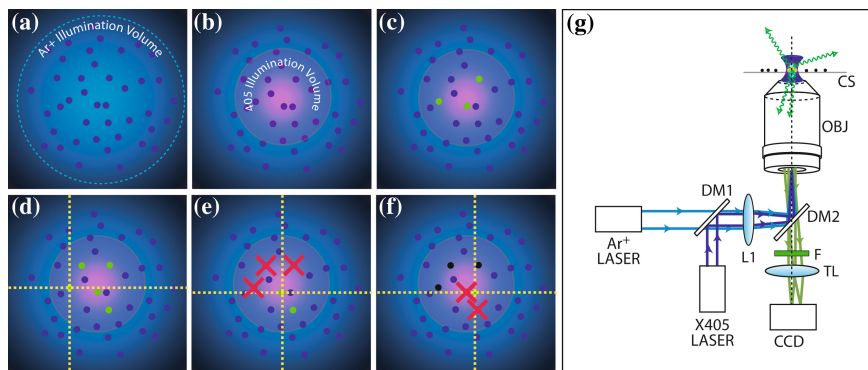 (a)
Ar+ Illumination Volume
(b)
405 Illumination Volume
(c)
(d)
(e)
(f)
(g)
CS
OBJ
DM1
DM2
Ar+
LASER
L1
F
TL
X405
LASER
CCD